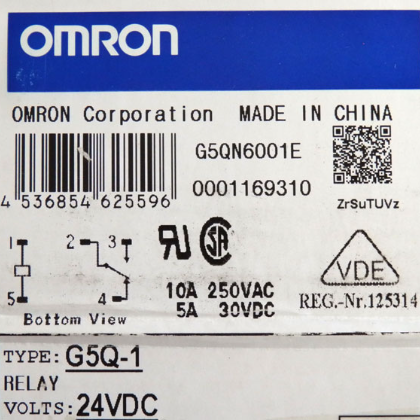 OMRON
OMRON Corporation MADE IN CHINA
G5QN6001E
0001169310
4 536854 625596
ZrSuTUVz
1 2 3
5 4
Bottom View
10A 250VAC
5A 30VDC
VDE
REG.-Nr.125314
TYPE: G5Q-1
RELAY
VOLTS: 24VDC